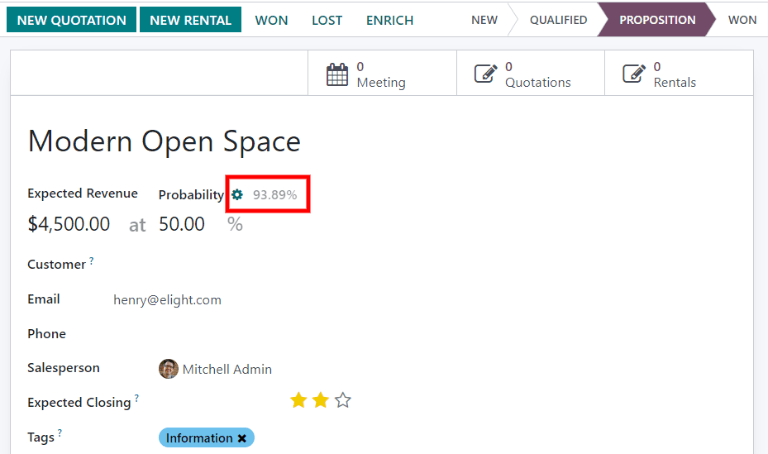 NEW QUOTATION NEW RENTAL WON LOST ENRICH NEW QUALIFIED PROPOSITION WON
0 Meeting
0 Quotations
0 Rentals
Modern Open Space
Expected Revenue Probability 93.89%
$4,500.00 at 50.00 %
Customer ?
Email henry@elight.com
Phone
Salesperson Mitchell Admin
Expected Closing ?
Tags ? Information ×